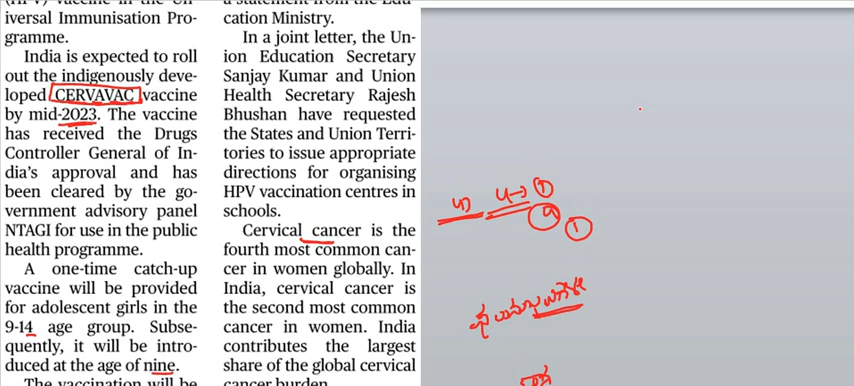 (HPV) vaccine in the Un-
iversal Immunisation Pro-
gramme.
India is expected to roll
out the indigenously deve-
loped CERVAVAC vaccine
by mid-2023. The vaccine
has received the Drugs
Controller General of In-
dia's approval and has
been cleared by the go-
vernment advisory panel
NTAGI for use in the public
health programme.
A one-time catch-up
vaccine will be provided
for adolescent girls in the
9-14 age group. Subse-
quently, it will be intro-
duced at the age of nine.
The vaccination will be
a statement from the Edu-
cation Ministry.
In a joint letter, the Un-
ion Education Secretary
Sanjay Kumar and Union
Health Secretary Rajesh
Bhushan have requested
the States and Union Terri-
tories to issue appropriate
directions for organising
HPV vaccination centres in
schools.
Cervical cancer is the
fourth most common can-
cer in women globally. In
India, cervical cancer is
the second most common
cancer in women. India
contributes the largest
share of the global cervical
cancer burden